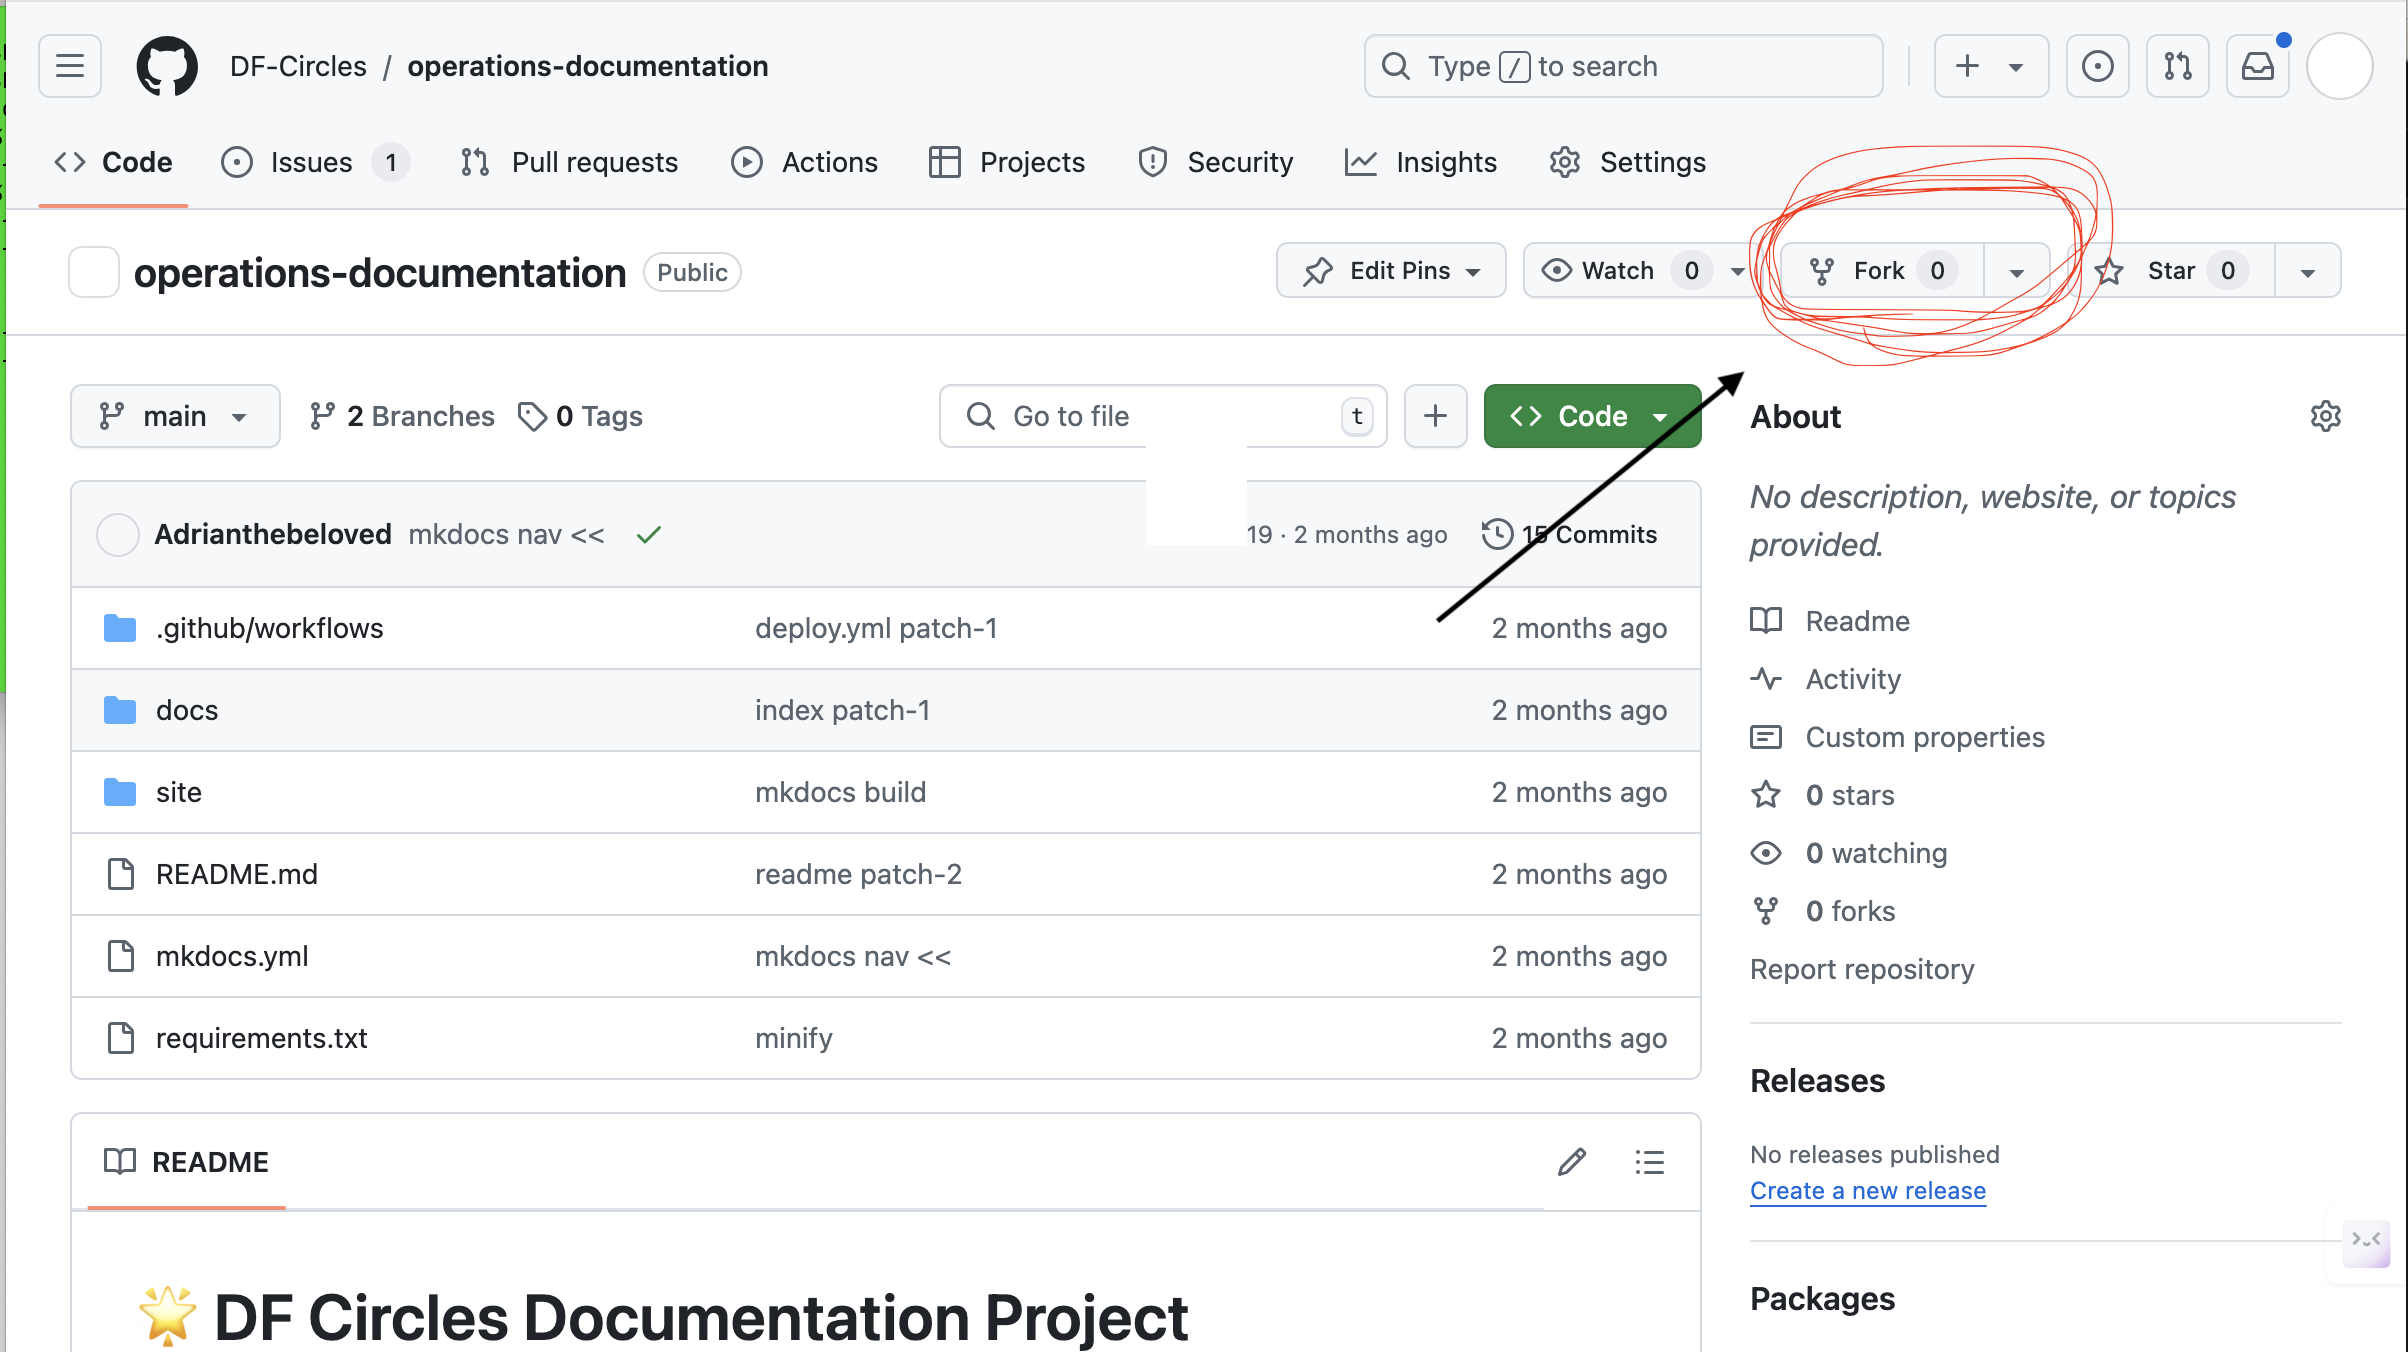 DF-Circles / operations-documentation
Type / to search
Code Issues 1 Pull requests Actions Projects Security Insights Settings
operations-documentation Public
Edit Pins Watch 0 Fork 0 Star 0
main 2 Branches 0 Tags
Go to file t Code
Adrianthebeloved mkdocs nav << 19 · 2 months ago 15 Commits
.github/workflows deploy.yml patch-1 2 months ago
docs index patch-1 2 months ago
site mkdocs build 2 months ago
README.md readme patch-2 2 months ago
mkdocs.yml mkdocs nav << 2 months ago
requirements.txt minify 2 months ago
README
DF Circles Documentation Project
About
No description, website, or topics
provided.
Readme
Activity
Custom properties
0 stars
0 watching
0 forks
Report repository
Releases
No releases published
Create a new release
Packages